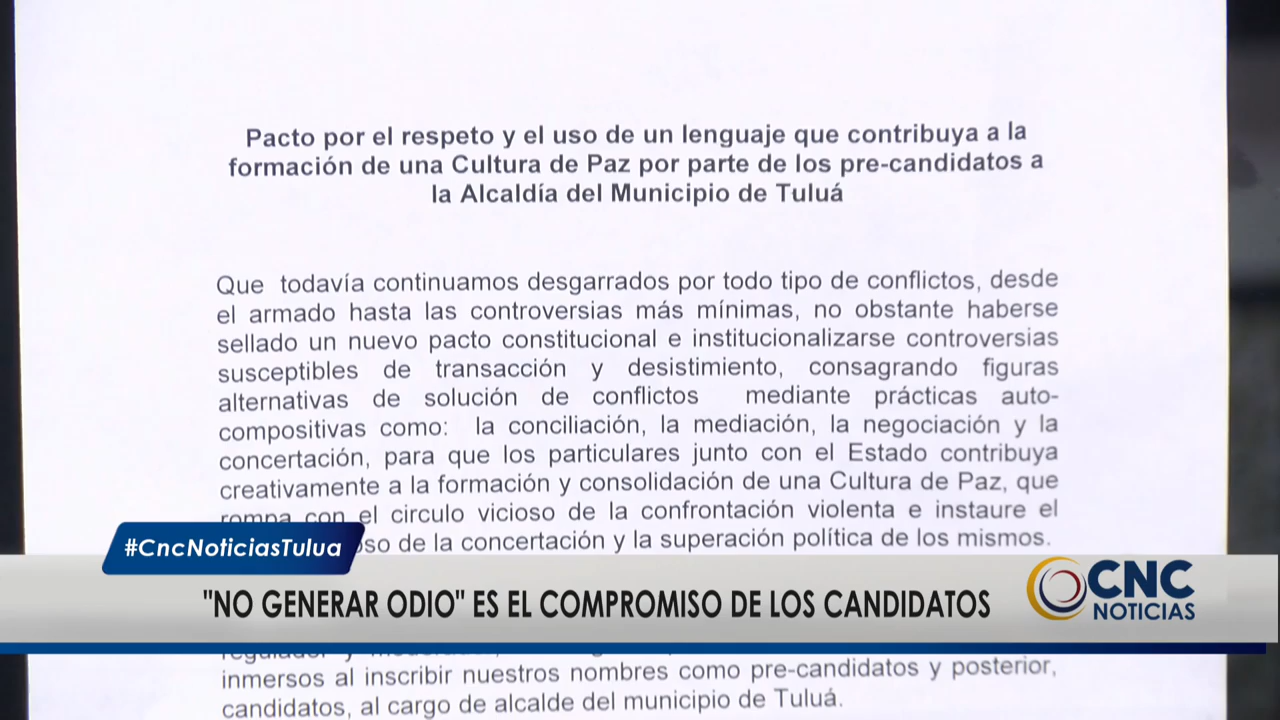 Pacto por el respeto y el uso de un lenguaje que contribuya a la
formación de una Cultura de Paz por parte de los pre-candidatos a
la Alcaldía del Municipio de Tuluá
Que todavía continuamos desgarrados por todo tipo de conflictos, desde
el armado hasta las controversias más mínimas, no obstante haberse
sellado un nuevo pacto constitucional e institucionalizarse controversias
susceptibles de transacción y desistimiento, consagrando figuras
alternativas de solución de conflictos mediante prácticas auto-
compositivas como: la conciliación, la mediación, la negociación y la
concertación, para que los particulares junto con el Estado contribuya
creativamente a la formación y consolidación de una Cultura de Paz, que
rompa con el circulo vicioso de la confrontación violenta e instaure el
de la concertación y la superación política de los mismos.
#CncNoticiasTulua
"NO GENERAR ODIO" ES EL COMPROMISO DE LOS CANDIDATOS
CNC
NOTICIAS
inmersos al inscribir nuestros nombres como pre-candidatos y posterior,
candidatos, al cargo de alcalde del municipio de Tuluá.